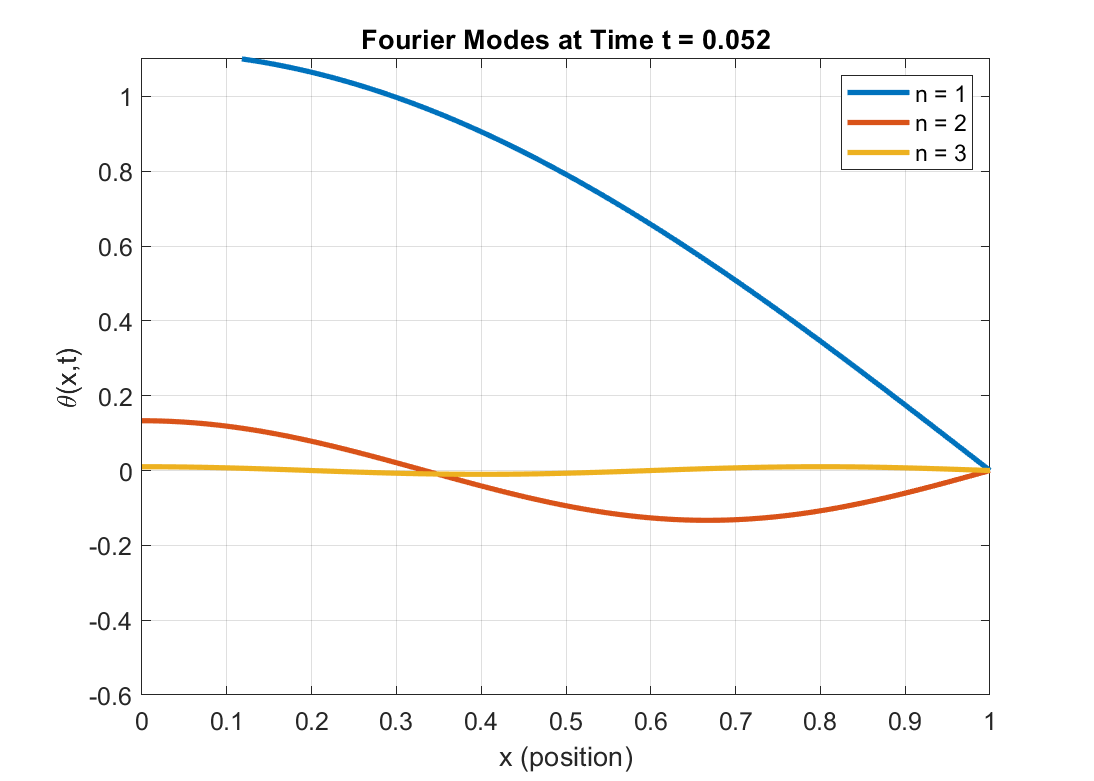 Fourier Modes at Time t = 0.052
n = 1
n = 2
n = 3
θ(x,t)
1
0.8
0.6
0.4
0.2
0
-0.2
-0.4
-0.6
0 0.1 0.2 0.3 0.4 0.5 0.6 0.7 0.8 0.9 1
x (position)